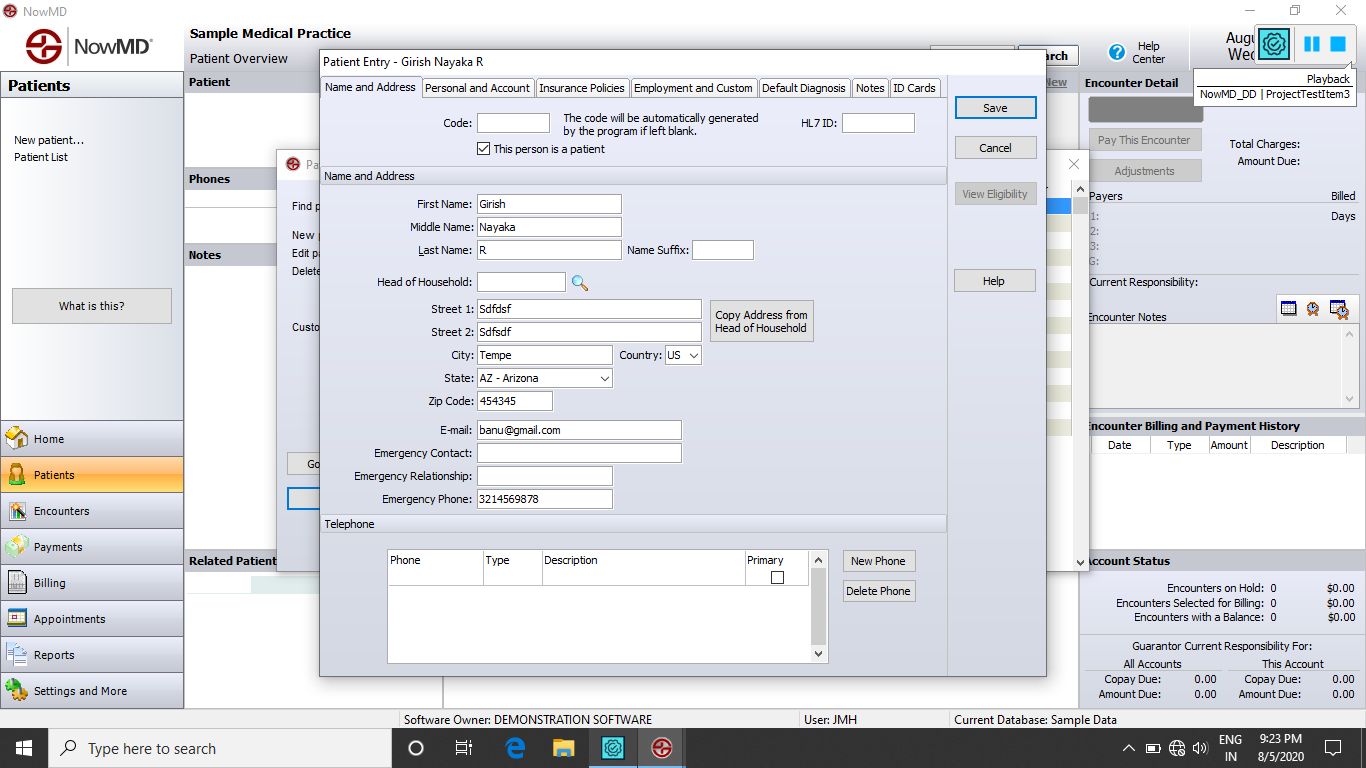 NowMD
NowMD®
Sample Medical Practice
Patient Overview
Help
Center
Playback
NowMD_DD | ProjectTestItem3
Patients
New patient...
Patient List
What is this?
Home
Patients
Encounters
Payments
Billing
Appointments
Reports
Settings and More
Patient
Phones
Notes
Related Patient
New
Find p
New p
Edit pa
Delete
Custo
Go
Patient Entry - Girish Nayaka R
Name and Address
Personal and Account
Insurance Policies
Employment and Custom
Default Diagnosis
Notes
ID Cards
Code:
The code will be automatically generated
by the program if left blank.
HL7 ID:
This person is a patient
Name and Address
First Name: Girish
Middle Name: Nayaka
Last Name: R
Name Suffix:
Head of Household:
Street 1: Sdfdsf
Street 2: Sdfsdf
Copy Address from
Head of Household
City: Tempe
Country: US
State: AZ - Arizona
Zip Code: 454345
E-mail: banu@gmail.com
Emergency Contact:
Emergency Relationship:
Emergency Phone: 3214569878
Telephone
Phone Type Description Primary
New Phone
Delete Phone
Save
Cancel
View Eligibility
Help
Encounter Detail
Pay This Encounter
Adjustments
Total Charges:
Amount Due:
Payers Billed
1: Days
2:
3:
G:
Current Responsibility:
Encounter Notes
Encounter Billing and Payment History
Date Type Amount Description
Account Status
Encounters on Hold: 0 $0.00
Encounters Selected for Billing: 0 $0.00
Encounters with a Balance: 0 $0.00
Guarantor Current Responsibility For:
All Accounts This Account
Copay Due: 0.00 Copay Due: 0.00
Amount Due: 0.00 Amount Due: 0.00
Software Owner: DEMONSTRATION SOFTWARE
User: JMH
Current Database: Sample Data
Type here to search
ENG
IN
9:23 PM
8/5/2020